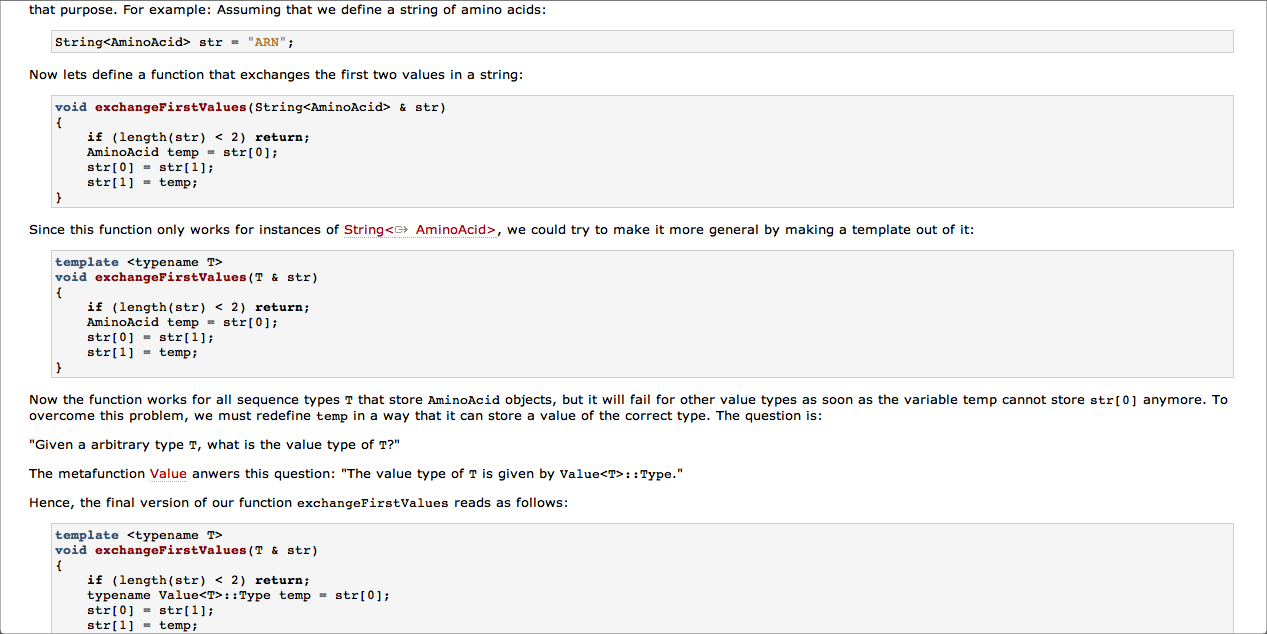 that purpose. For example: Assuming that we define a string of amino acids:
String<AminoAcid> str = "ARN";
Now lets define a function that exchanges the first two values in a string:
void exchangeFirstValues(String<AminoAcid> & str)
{
    if (length(str) < 2) return;
    AminoAcid temp = str[0];
    str[0] = str[1];
    str[1] = temp;
}
Since this function only works for instances of String< AminoAcid>, we could try to make it more general by making a template out of it:
template <typename T>
void exchangeFirstValues(T & str)
{
    if (length(str) < 2) return;
    AminoAcid temp = str[0];
    str[0] = str[1];
    str[1] = temp;
}
Now the function works for all sequence types T that store AminoAcid objects, but it will fail for other value types as soon as the variable temp cannot store str[0] anymore. To
overcome this problem, we must redefine temp in a way that it can store a value of the correct type. The question is:
"Given a arbitrary type T, what is the value type of T?"
The metafunction Value anwers this question: "The value type of T is given by Value<T>::Type."
Hence, the final version of our function exchangeFirstValues reads as follows:
template <typename T>
void exchangeFirstValues(T & str)
{
    if (length(str) < 2) return;
    typename Value<T>::Type temp = str[0];
    str[0] = str[1];
    str[1] = temp;